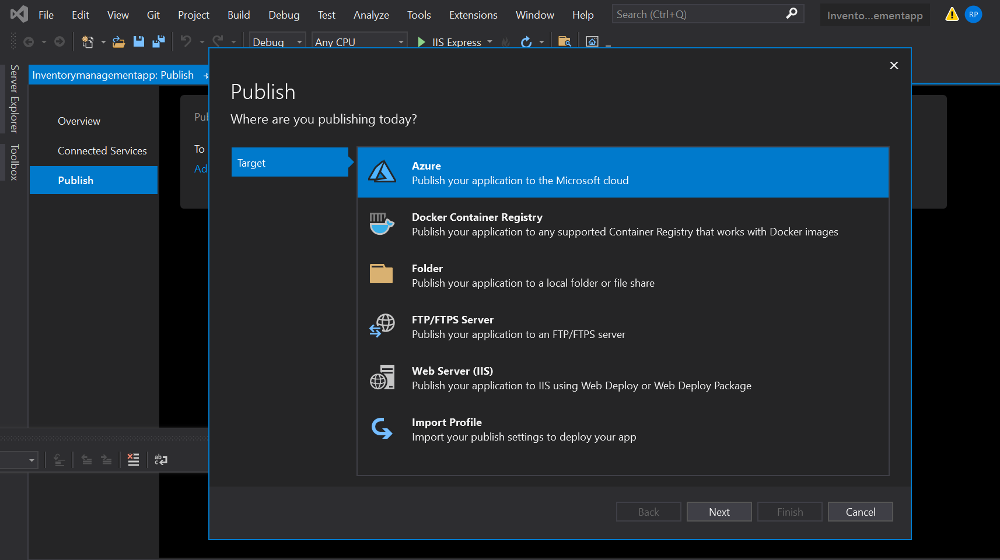 File Edit View Git Project Build Debug Test Analyze Tools Extensions Window Help Search (Ctrl+Q) Invento...ementapp RP
Debug Any CPU IIS Express
Server Explorer
Toolbox
Inventorymanagementapp: Publish
Overview
Connected Services
Publish
Pub
To
Ad
Publish
Where are you publishing today?
Target
Azure
Publish your application to the Microsoft cloud
Docker Container Registry
Publish your application to any supported Container Registry that works with Docker images
Folder
Publish your application to a local folder or file share
FTP/FTPS Server
Publish your application to an FTP/FTPS server
Web Server (IIS)
Publish your application to IIS using Web Deploy or Web Deploy Package
Import Profile
Import your publish settings to deploy your app
Back Next Finish Cancel